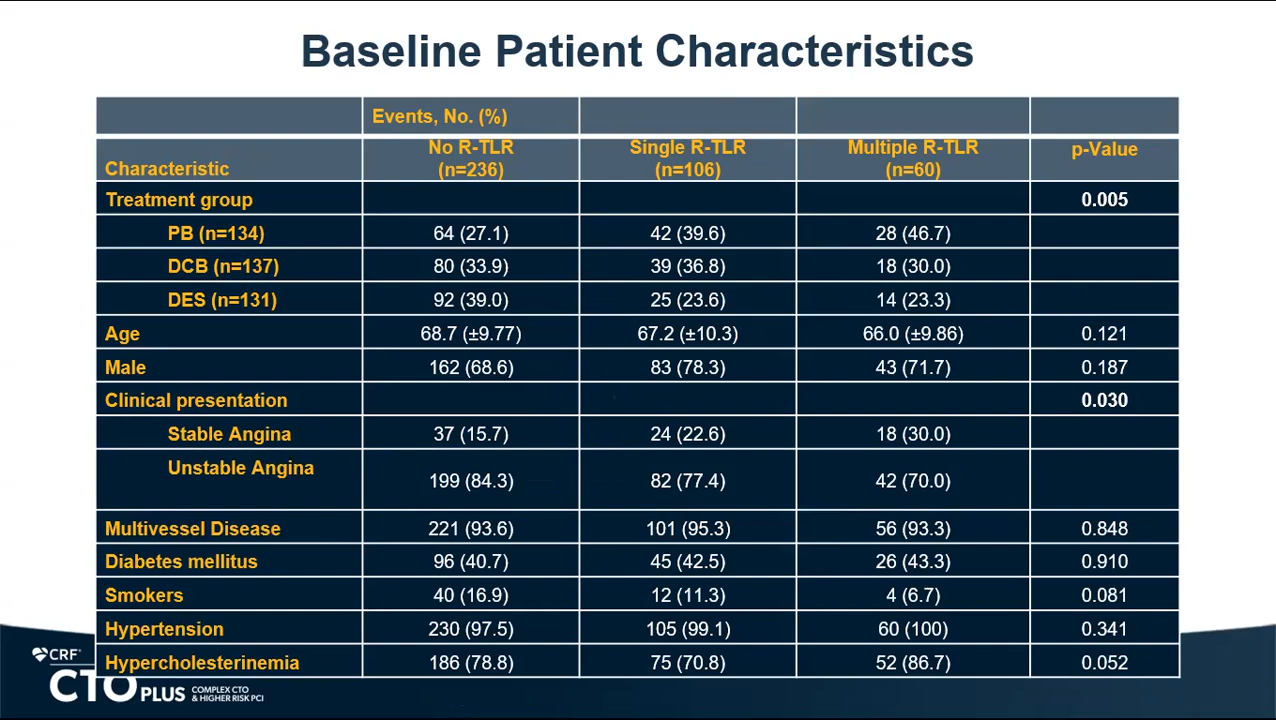 Baseline Patient Characteristics
Events, No. (%)
Characteristic No R-TLR (n=236) Single R-TLR (n=106) Multiple R-TLR (n=60) p-Value
Treatment group 0.005
PB (n=134) 64 (27.1) 42 (39.6) 28 (46.7)
DCB (n=137) 80 (33.9) 39 (36.8) 18 (30.0)
DES (n=131) 92 (39.0) 25 (23.6) 14 (23.3)
Age 68.7 (±9.77) 67.2 (±10.3) 66.0 (±9.86) 0.121
Male 162 (68.6) 83 (78.3) 43 (71.7) 0.187
Clinical presentation 0.030
Stable Angina 37 (15.7) 24 (22.6) 18 (30.0)
Unstable Angina 199 (84.3) 82 (77.4) 42 (70.0)
Multivessel Disease 221 (93.6) 101 (95.3) 56 (93.3) 0.848
Diabetes mellitus 96 (40.7) 45 (42.5) 26 (43.3) 0.910
Smokers 40 (16.9) 12 (11.3) 4 (6.7) 0.081
Hypertension 230 (97.5) 105 (99.1) 60 (100) 0.341
Hypercholesterinemia 186 (78.8) 75 (70.8) 52 (86.7) 0.052
CRF
CTO PLUS COMPLEX CTO
& HIGHER RISK PCI